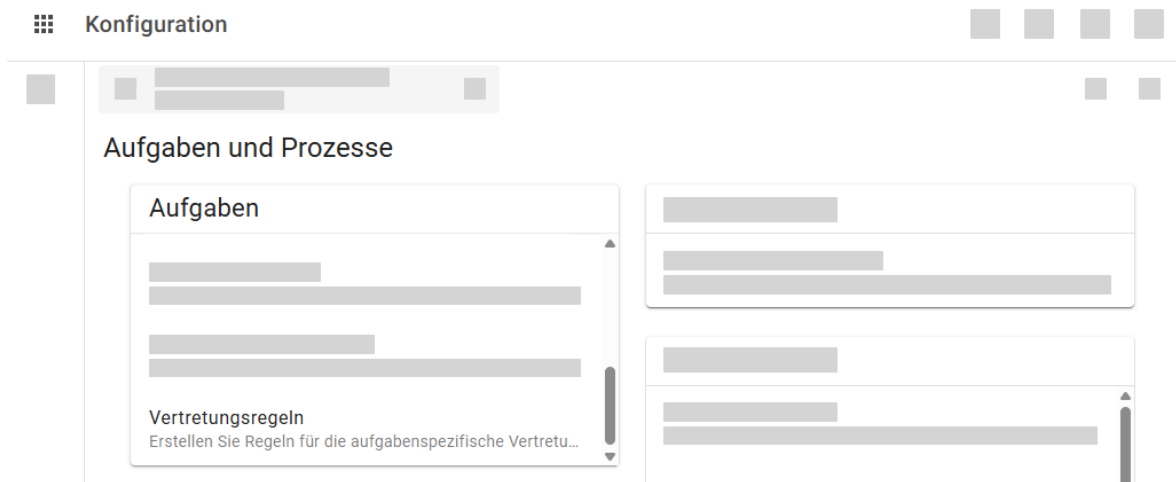 Konfiguration
Aufgaben und Prozesse
Aufgaben
Vertretungsregeln
Erstellen Sie Regeln für die aufgabenspezifische Vertretu...